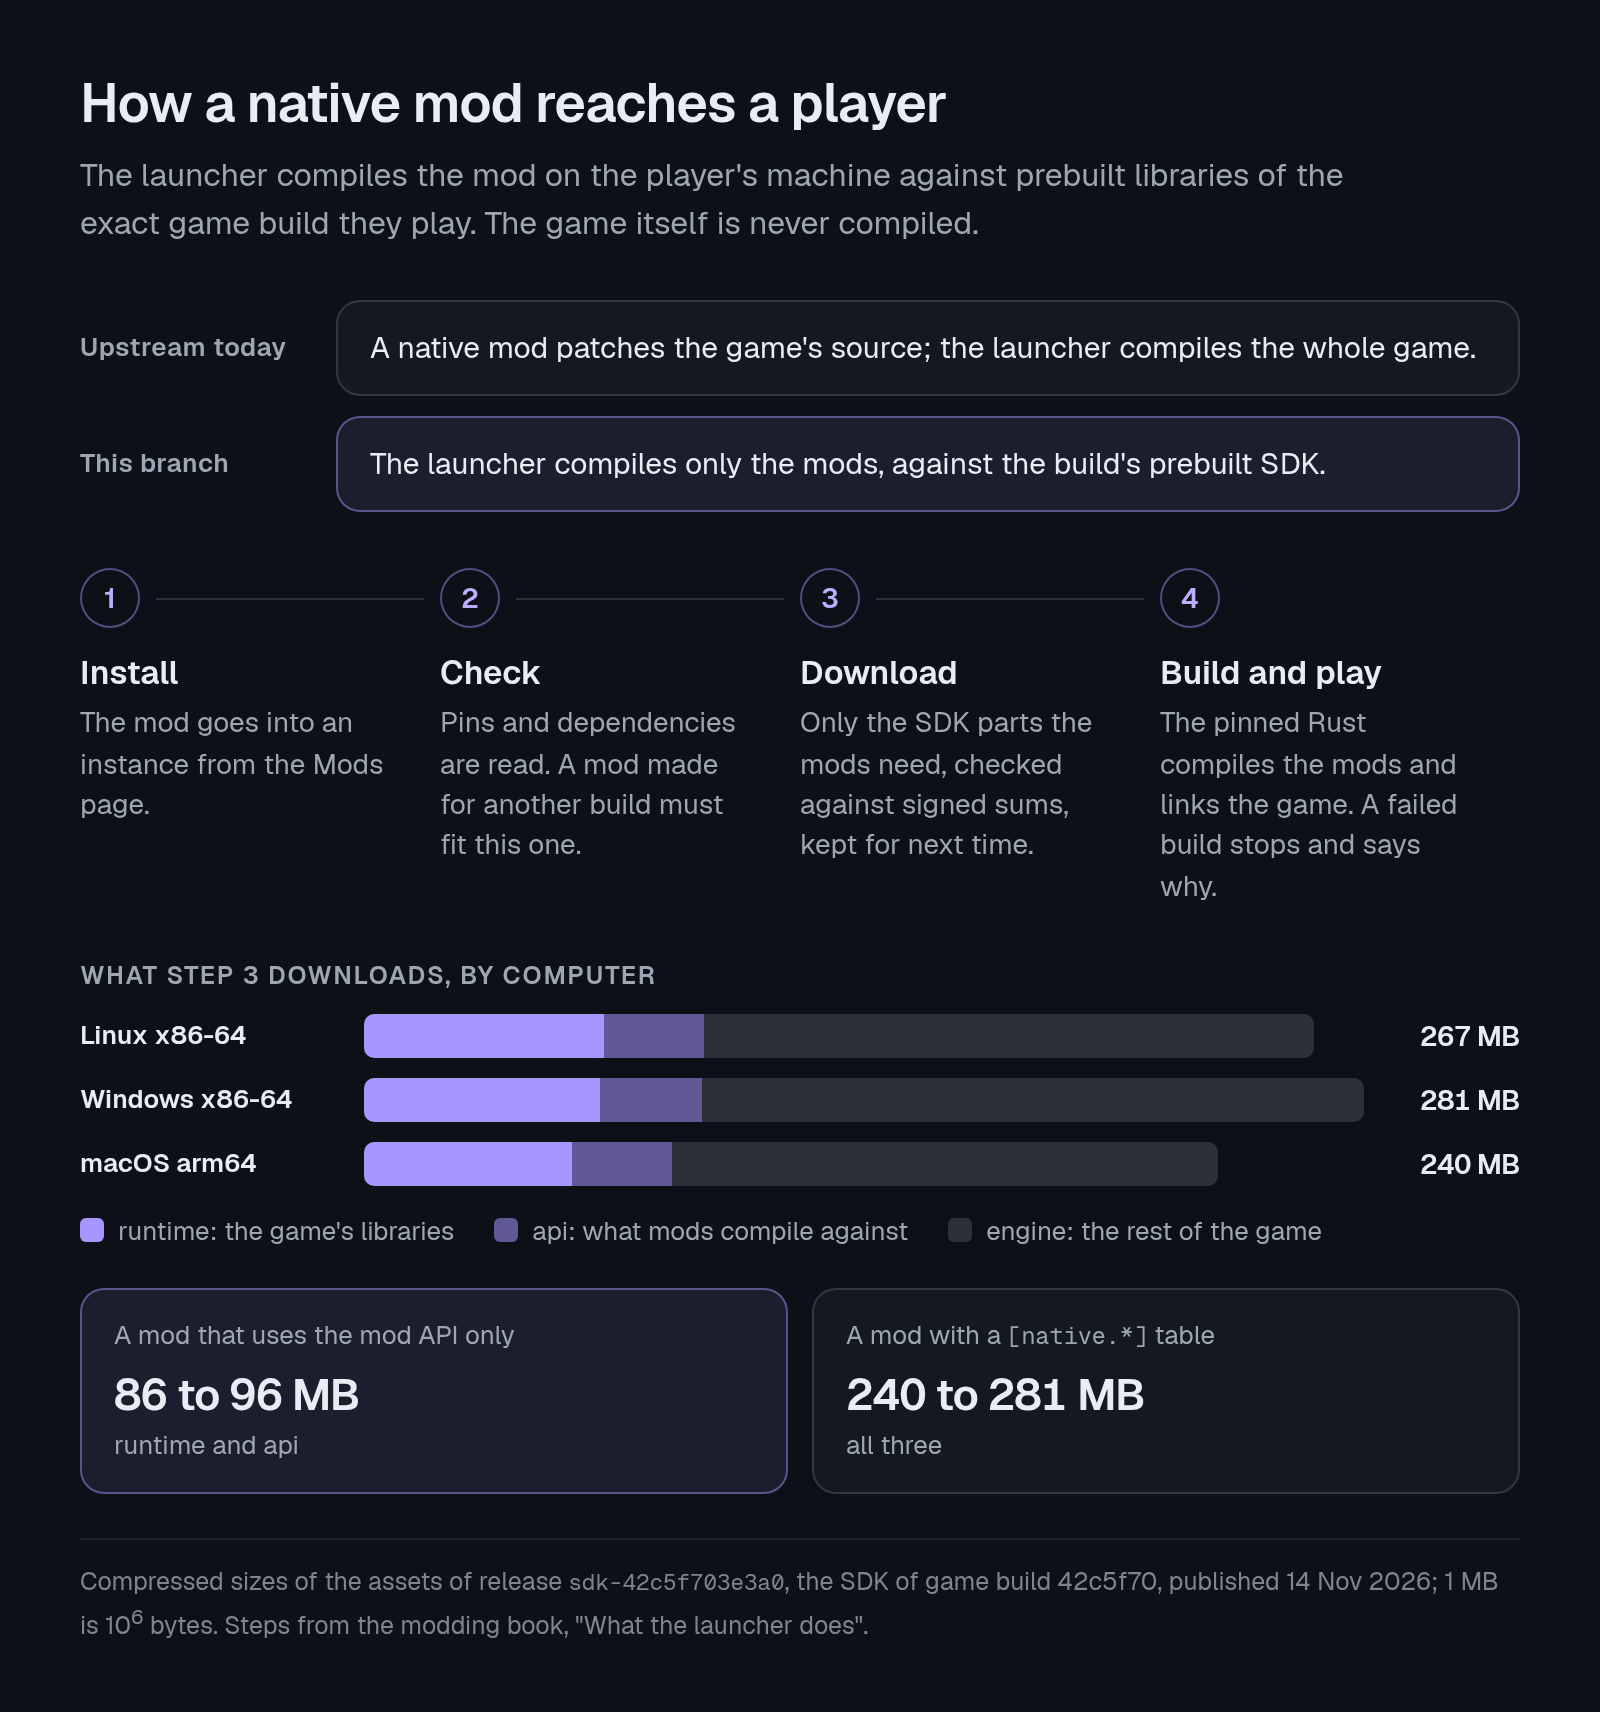 How a native mod reaches a player
The launcher compiles the mod on the player's machine against prebuilt libraries of the
exact game build they play. The game itself is never compiled.
Upstream today
A native mod patches the game's source; the launcher compiles the whole game.
This branch
The launcher compiles only the mods, against the build's prebuilt SDK.
1
Install
The mod goes into an
instance from the Mods
page.
2
Check
Pins and dependencies
are read. A mod made
for another build must
fit this one.
3
Download
Only the SDK parts the
mods need, checked
against signed sums,
kept for next time.
4
Build and play
The pinned Rust
compiles the mods and
links the game. A failed
build stops and says
why.
WHAT STEP 3 DOWNLOADS, BY COMPUTER
Linux x86-64 267 MB
Windows x86-64 281 MB
macOS arm64 240 MB
runtime: the game's libraries api: what mods compile against engine: the rest of the game
A mod that uses the mod API only
86 to 96 MB
runtime and api
A mod with a [native.*] table
240 to 281 MB
all three
Compressed sizes of the assets of release sdk-42c5f703e3a0, the SDK of game build 42c5f70, published 14 Nov 2026; 1 MB
is 10⁶ bytes. Steps from the modding book, "What the launcher does".